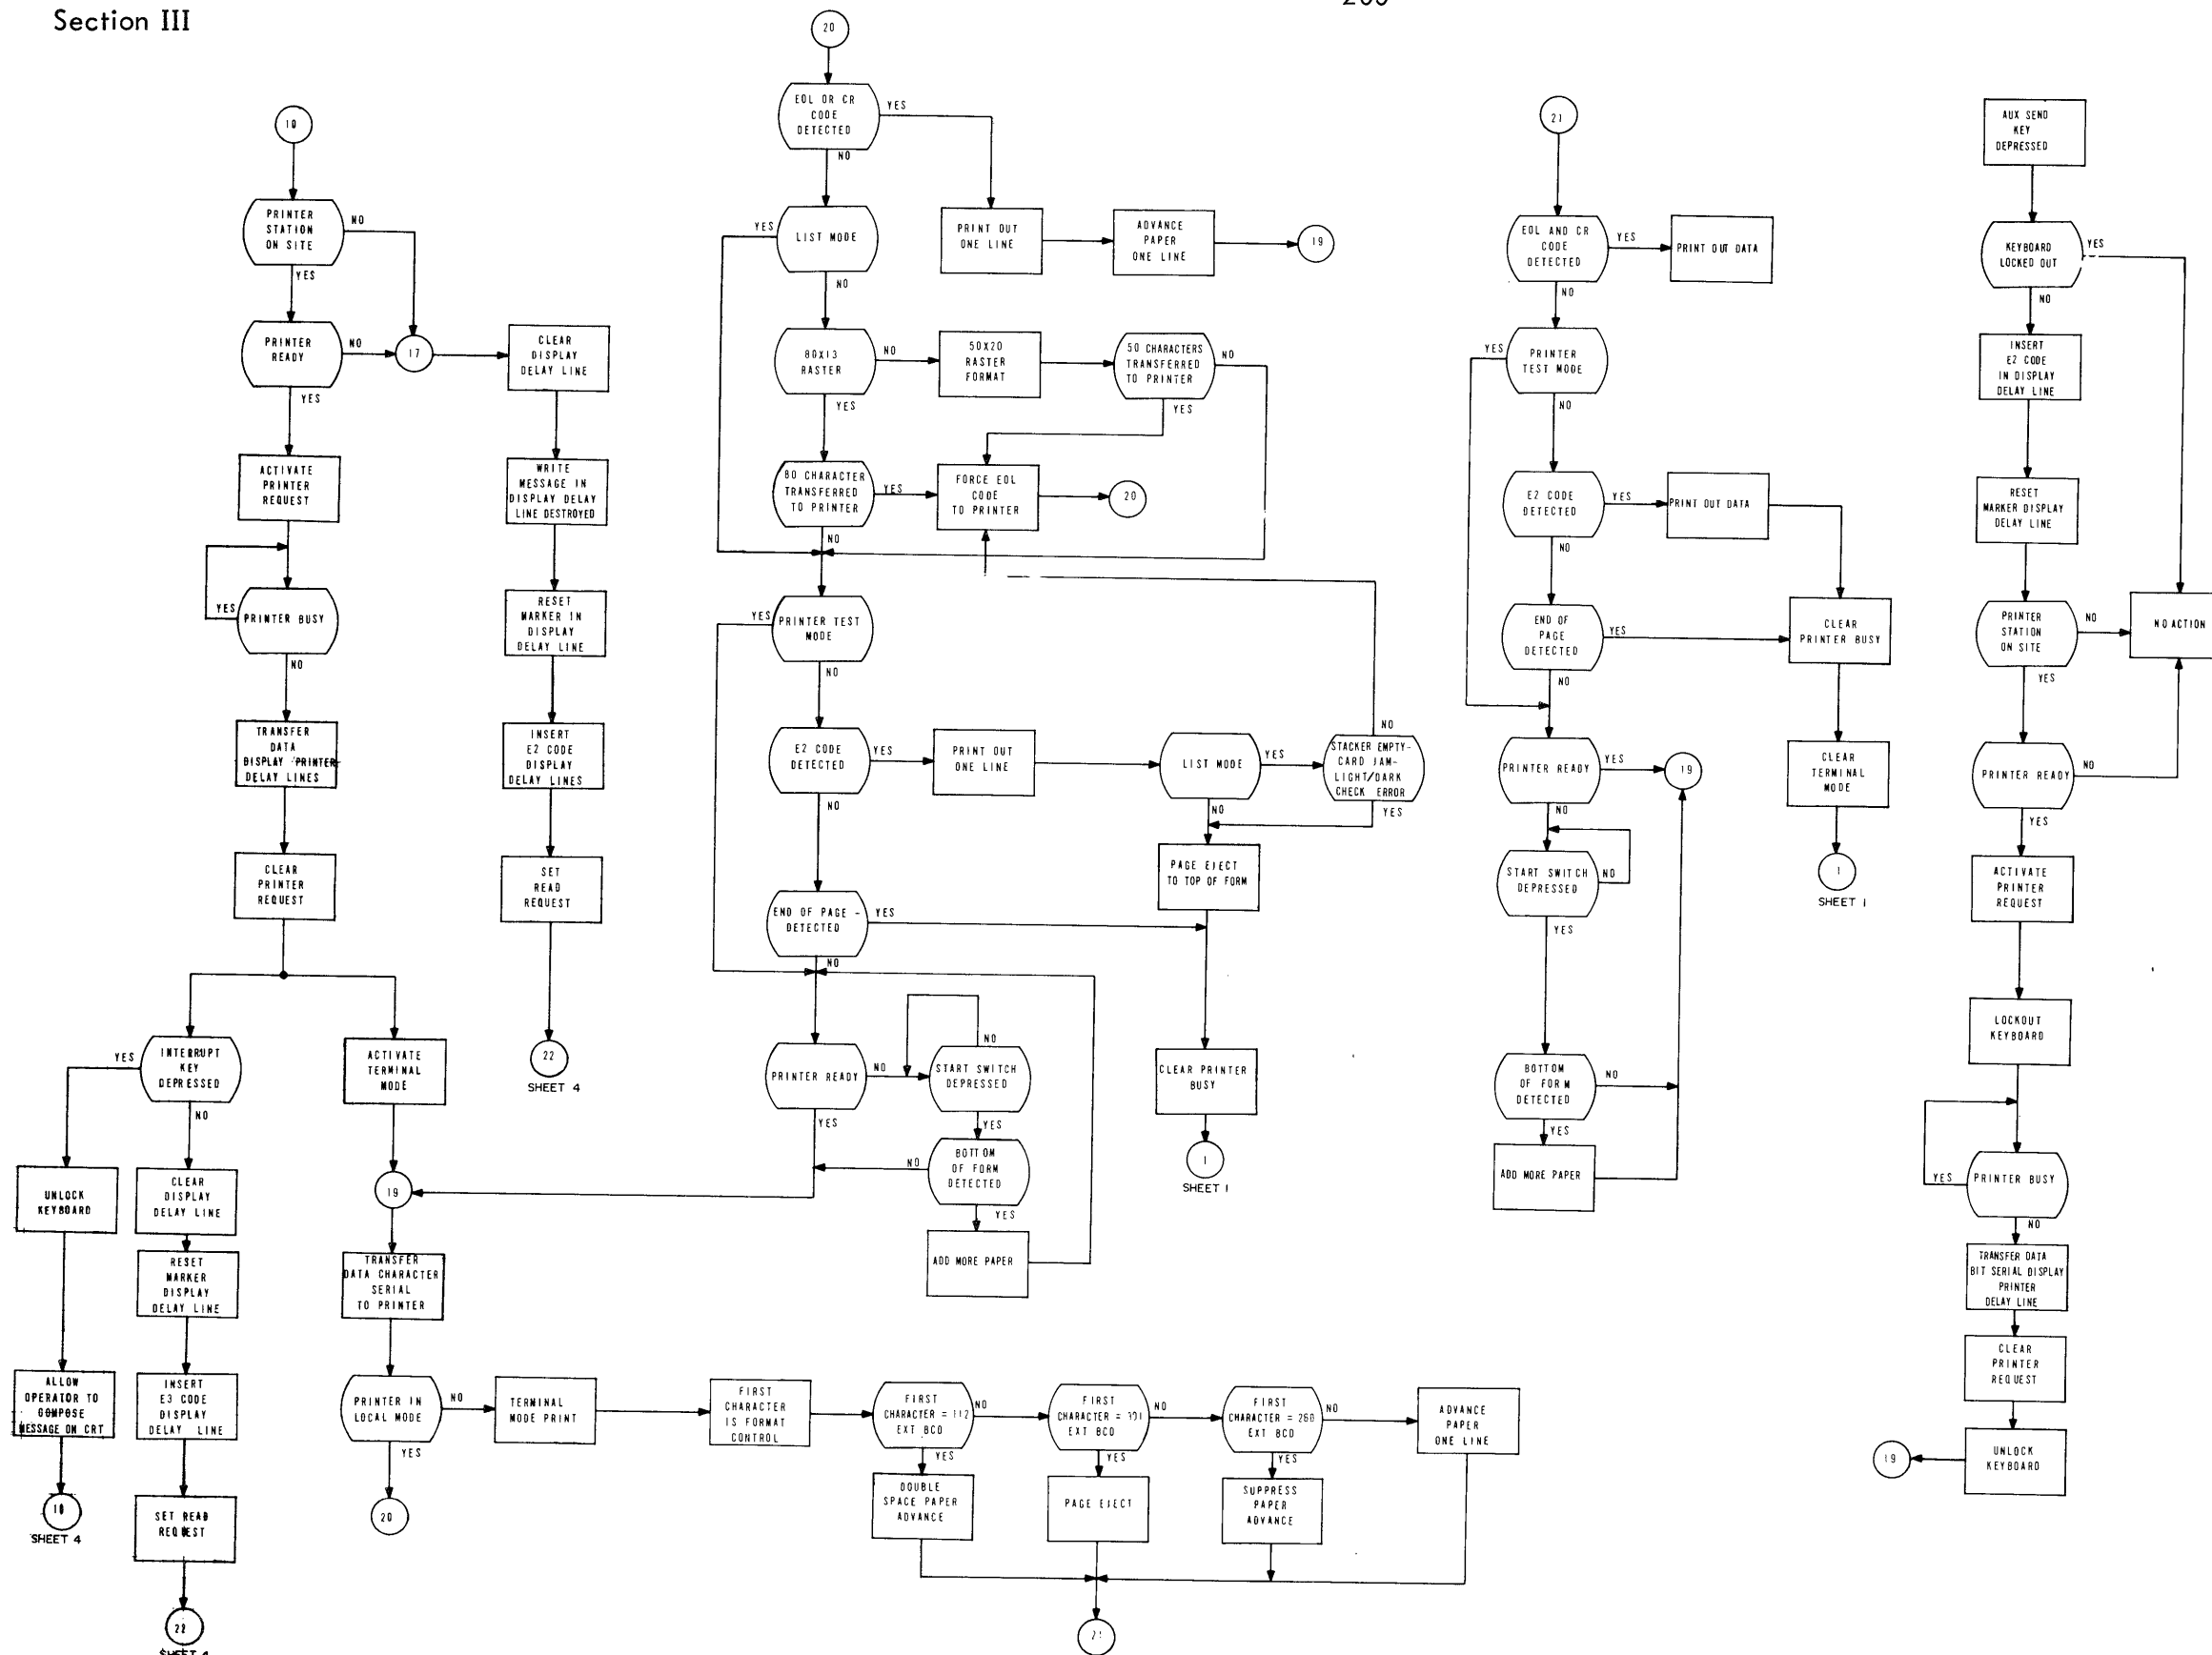 Section III
10
PRINTER
STATION
ON SITE
NO
YES
PRINTER
READY
NO
17
YES
CLEAR
DISPLAY
DELAY LINE
ACTIVATE
PRINTER
REQUEST
WRITE
MESSAGE IN
DISPLAY DELAY
LINE DESTROYED
YES
PRINTER BUSY
NO
RESET
MARKER IN
DISPLAY
DELAY LINE
TRANSFER
DATA
DISPLAY PRINTER
DELAY LINES
INSERT
E2 CODE
DISPLAY
DELAY LINES
CLEAR
PRINTER
REQUEST
SET
READ
REQUEST
22
SHEET 4
YES
INTERRUPT
KEY
DEPRESSED
NO
ACTIVATE
TERMINAL
MODE
UNLOCK
KEYBOARD
CLEAR
DISPLAY
DELAY LINE
19
RESET
MARKER
DISPLAY
DELAY LINE
TRANSFER
DATA CHARACTER
SERIAL
TO PRINTER
ALLOW
OPERATOR TO
COMPOSE
MESSAGE ON CRT
INSERT
E3 CODE
DISPLAY
DELAY LINE
SHEET 4
SET READ
REQUEST
22
SHEET 4
PRINTER IN
LOCAL MODE
NO
YES
20
TERMINAL
MODE PRINT
FIRST
CHARACTER
IS FORMAT
CONTROL
FIRST
CHARACTER = 112
EXT BCD
NO
YES
DOUBLE
SPACE PAPER
ADVANCE
FIRST
CHARACTER =
EXT BCD
NO
YES
PAGE EJECT
FIRST
CHARACTER = 260
EXT BCD
NO
YES
SUPPRESS
PAPER
ADVANCE
ADVANCE
PAPER
ONE LINE
21
20
EOL OR CR
CODE
DETECTED
YES
NO
PRINT OUT
ONE LINE
ADVANCE
PAPER
ONE LINE
19
YES
LIST MODE
NO
80X13
RASTER
NO
YES
50X20
RASTER
FORMAT
50 CHARACTERS
TRANSFERRED
TO PRINTER
NO
YES
80 CHARACTER
TRANSFERRED
TO PRINTER
YES
NO
FORCE EOL
CODE
TO PRINTER
20
YES
PRINTER TEST
MODE
NO
E2 CODE
DETECTED
YES
NO
PRINT OUT
ONE LINE
LIST MODE
YES
NO
NO
STACKER EMPTY-
CARD JAM-
LIGHT/DARK
CHECK ERROR
YES
PAGE EJECT
TO TOP OF FORM
END OF PAGE -
DETECTED
YES
NO
PRINTER READY
NO
YES
NO
START SWITCH
DEPRESSED
YES
BOTTOM
OF FORM
DETECTED
NO
YES
ADD MORE PAPER
CLEAR PRINTER
BUSY
1
SHEET 1
21
EOL AND CR
CODE
DETECTED
YES
NO
PRINT OUT DATA
YES
PRINTER
TEST MODE
NO
E2 CODE
DETECTED
YES
NO
PRINT OUT DATA
END OF
PAGE
DETECTED
YES
NO
CLEAR
PRINTER BUSY
PRINTER READY
YES
NO
19
CLEAR
TERMINAL
MODE
1
SHEET 1
START SWITCH
DEPRESSED
NO
YES
BOTTOM
OF FORM
DETECTED
NO
YES
ADD MORE PAPER
AUX SEND
KEY
DEPRESSED
KEYBOARD
LOCKED OUT
YES
NO
INSERT
E2 CODE
IN DISPLAY
DELAY LINE
RESET
MARKER DISPLAY
DELAY LINE
PRINTER
STATION
ON SITE
NO
YES
NO ACTION
PRINTER READY
NO
YES
ACTIVATE
PRINTER
REQUEST
LOCKOUT
KEYBOARD
YES
PRINTER BUSY
NO
TRANSFER DATA
BIT SERIAL DISPLAY
PRINTER
DELAY LINE
CLEAR
PRINTER
REQUEST
UNLOCK
KEYBOARD
19